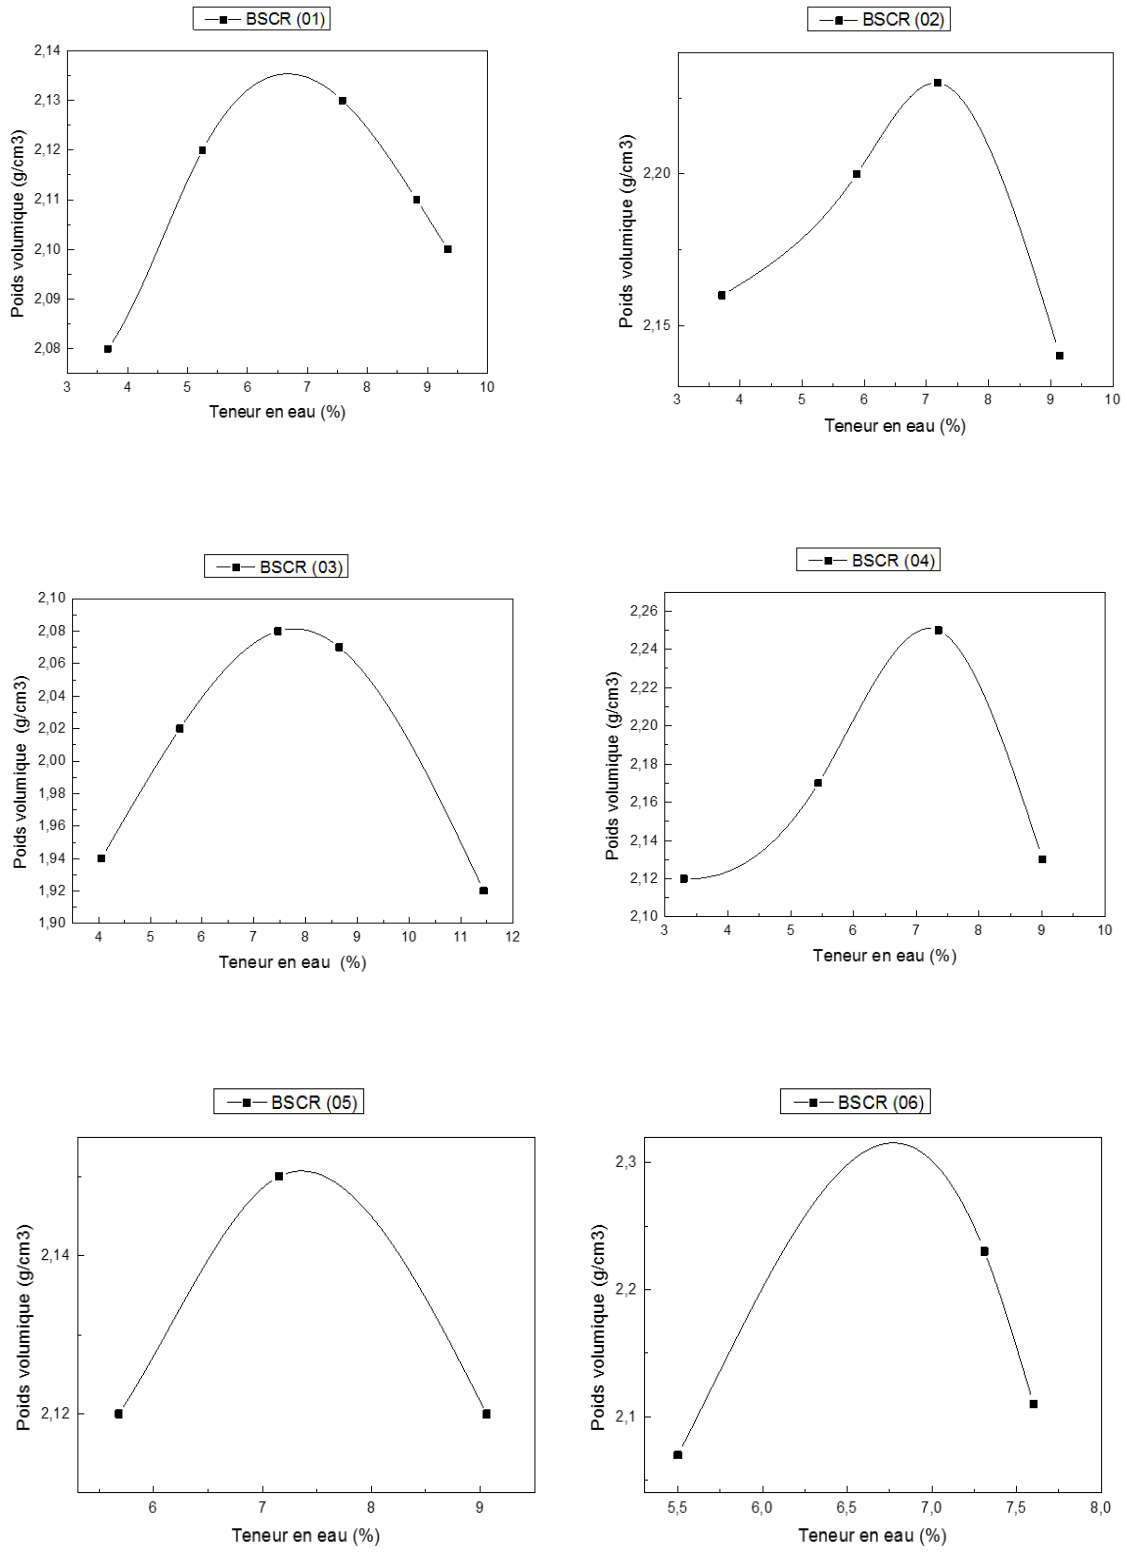 BSCR (01)
2,14
2,13
2,12
2,11
2,10
2,09
2,08
3 4 5 6 7 8 9 10
Poids volumique (g/cm3)
Teneur en eau (%)
BSCR (02)
2,20
2,15
3 4 5 6 7 8 9 10
Poids volumique (g/cm3)
Teneur en eau (%)
BSCR (03)
2,10
2,08
2,06
2,04
2,02
2,00
1,98
1,96
1,94
1,92
1,90
4 5 6 7 8 9 10 11 12
Poids volumique (g/cm3)
Teneur en eau (%)
BSCR (04)
2,26
2,24
2,22
2,20
2,18
2,16
2,14
2,12
2,10
3 4 5 6 7 8 9 10
Poids volumique (g/cm3)
Teneur en eau (%)
BSCR (05)
2,14
2,12
6 7 8 9
Poids volumique (g/cm3)
Teneur en eau (%)
BSCR (06)
2,3
2,2
2,1
5,5 6,0 6,5 7,0 7,5 8,0
Poids volumique (g/cm3)
Teneur en eau (%)